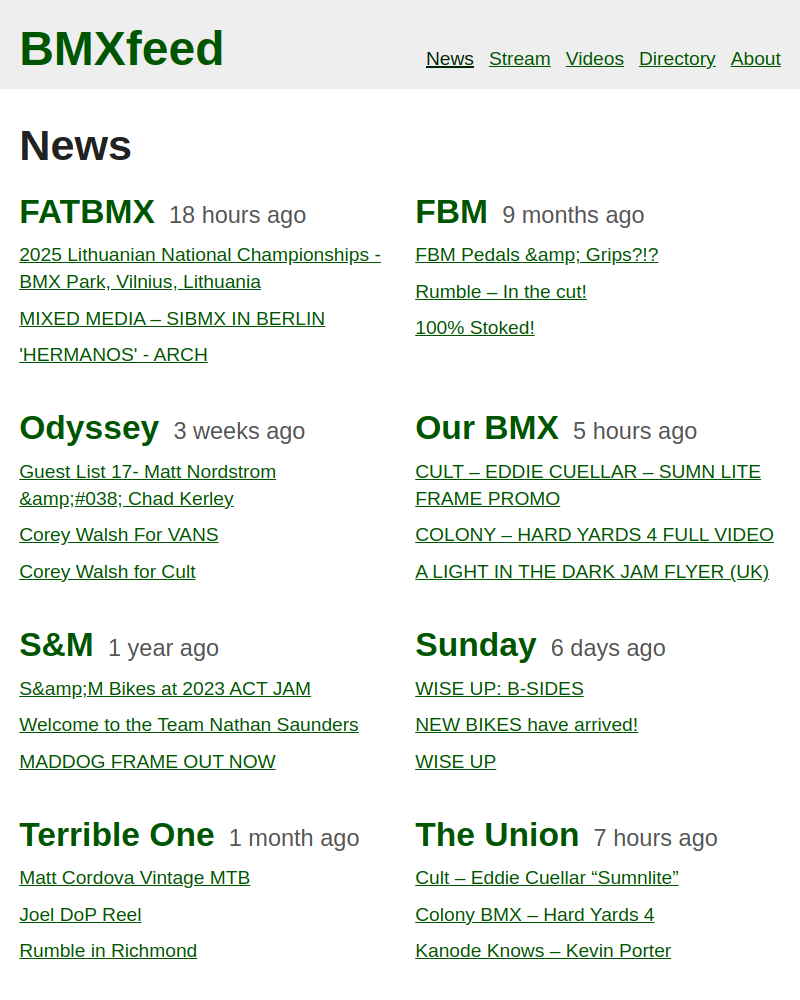 BMXfeed
News Stream Videos Directory About
News
FATBMX 18 hours ago
2025 Lithuanian National Championships -
BMX Park, Vilnius, Lithuania
MIXED MEDIA – SIBMX IN BERLIN
'HERMANOS' - ARCH
FBM 9 months ago
FBM Pedals &amp; Grips?!?
Rumble – In the cut!
100% Stoked!
Odyssey 3 weeks ago
Guest List 17- Matt Nordstrom
&amp;#038; Chad Kerley
Corey Walsh For VANS
Corey Walsh for Cult
Our BMX 5 hours ago
CULT – EDDIE CUELLAR – SUMN LITE
FRAME PROMO
COLONY – HARD YARDS 4 FULL VIDEO
A LIGHT IN THE DARK JAM FLYER (UK)
S&M 1 year ago
S&amp;M Bikes at 2023 ACT JAM
Welcome to the Team Nathan Saunders
MADDOG FRAME OUT NOW
Sunday 6 days ago
WISE UP: B-SIDES
NEW BIKES have arrived!
WISE UP
Terrible One 1 month ago
Matt Cordova Vintage MTB
Joel DoP Reel
Rumble in Richmond
The Union 7 hours ago
Cult – Eddie Cuellar “Sumnlite”
Colony BMX – Hard Yards 4
Kanode Knows – Kevin Porter